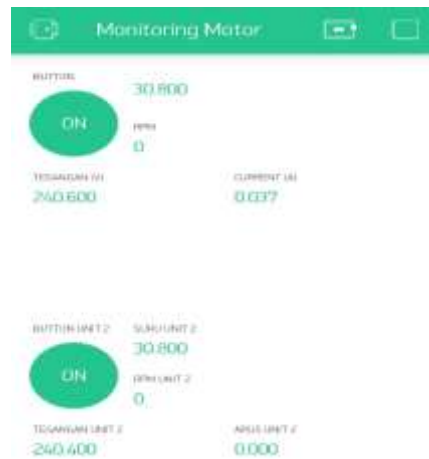 Monitoring Motor
BUTTON
30.800
ON
RPM
0
TEGANGAN (V)
CURRENT (A)
240.600
0.037
BUTTON UNIT 2
SUHU UNIT 2
30.800
ON
RPM UNIT 2
0
TEGANGAN UNIT 2
ARUS UNIT 2
240.400
0.000